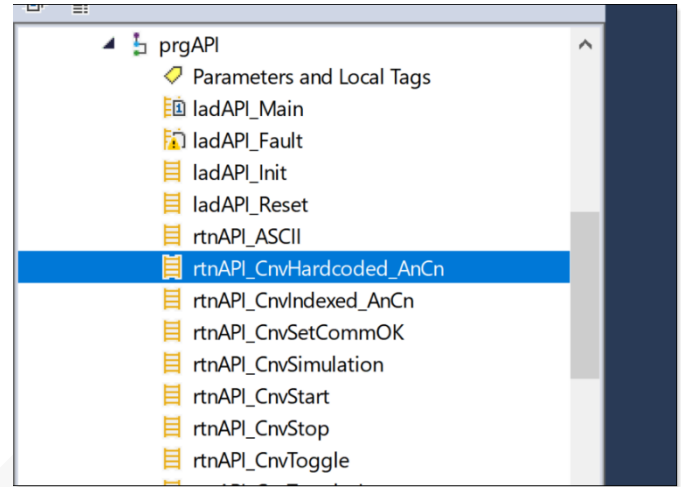 prgAPI
Parameters and Local Tags
ladAPI_Main
ladAPI_Fault
ladAPI_Init
ladAPI_Reset
rtnAPI_ASCII
rtnAPI_CnvHardcoded_AnCn
rtnAPI_CnvIndexed_AnCn
rtnAPI_CnvSetCommOK
rtnAPI_CnvSimulation
rtnAPI_CnvStart
rtnAPI_CnvStop
rtnAPI_CnvToggle